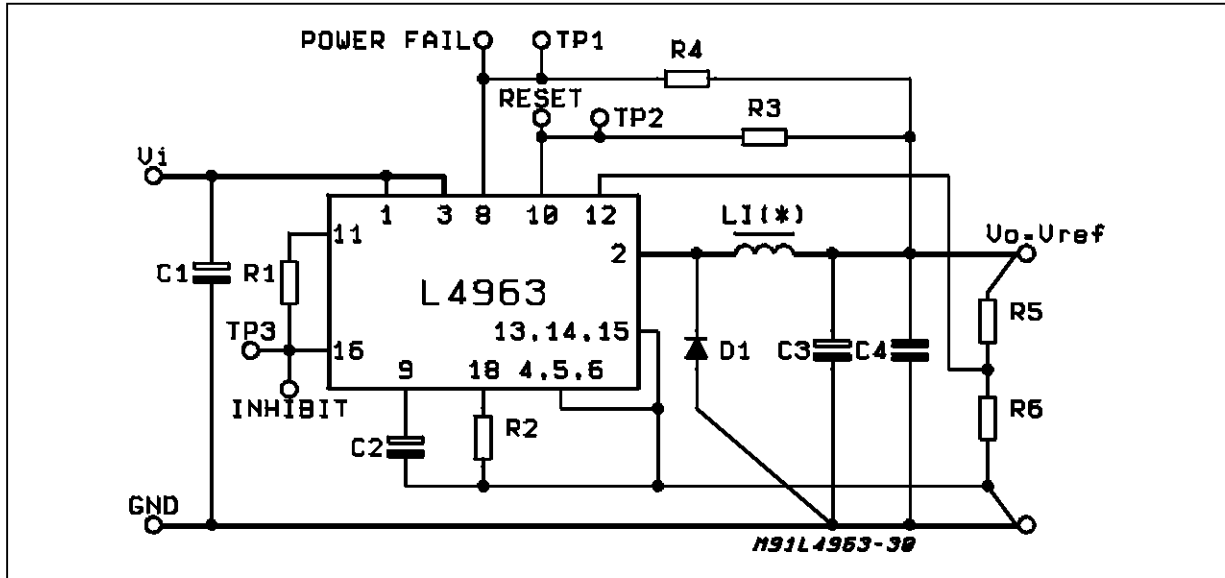 POWER FAIL
TP1
R4
RESET
TP2
R3
Vi
1
3
8
10
12
LI(*)
Vo=Vref
11
2
C1
R1
L4963
R5
13,14,15
TP3
16
D1
C3
C4
9
18
4,5,6
INHIBIT
R2
R6
C2
GND
M91L4963-30